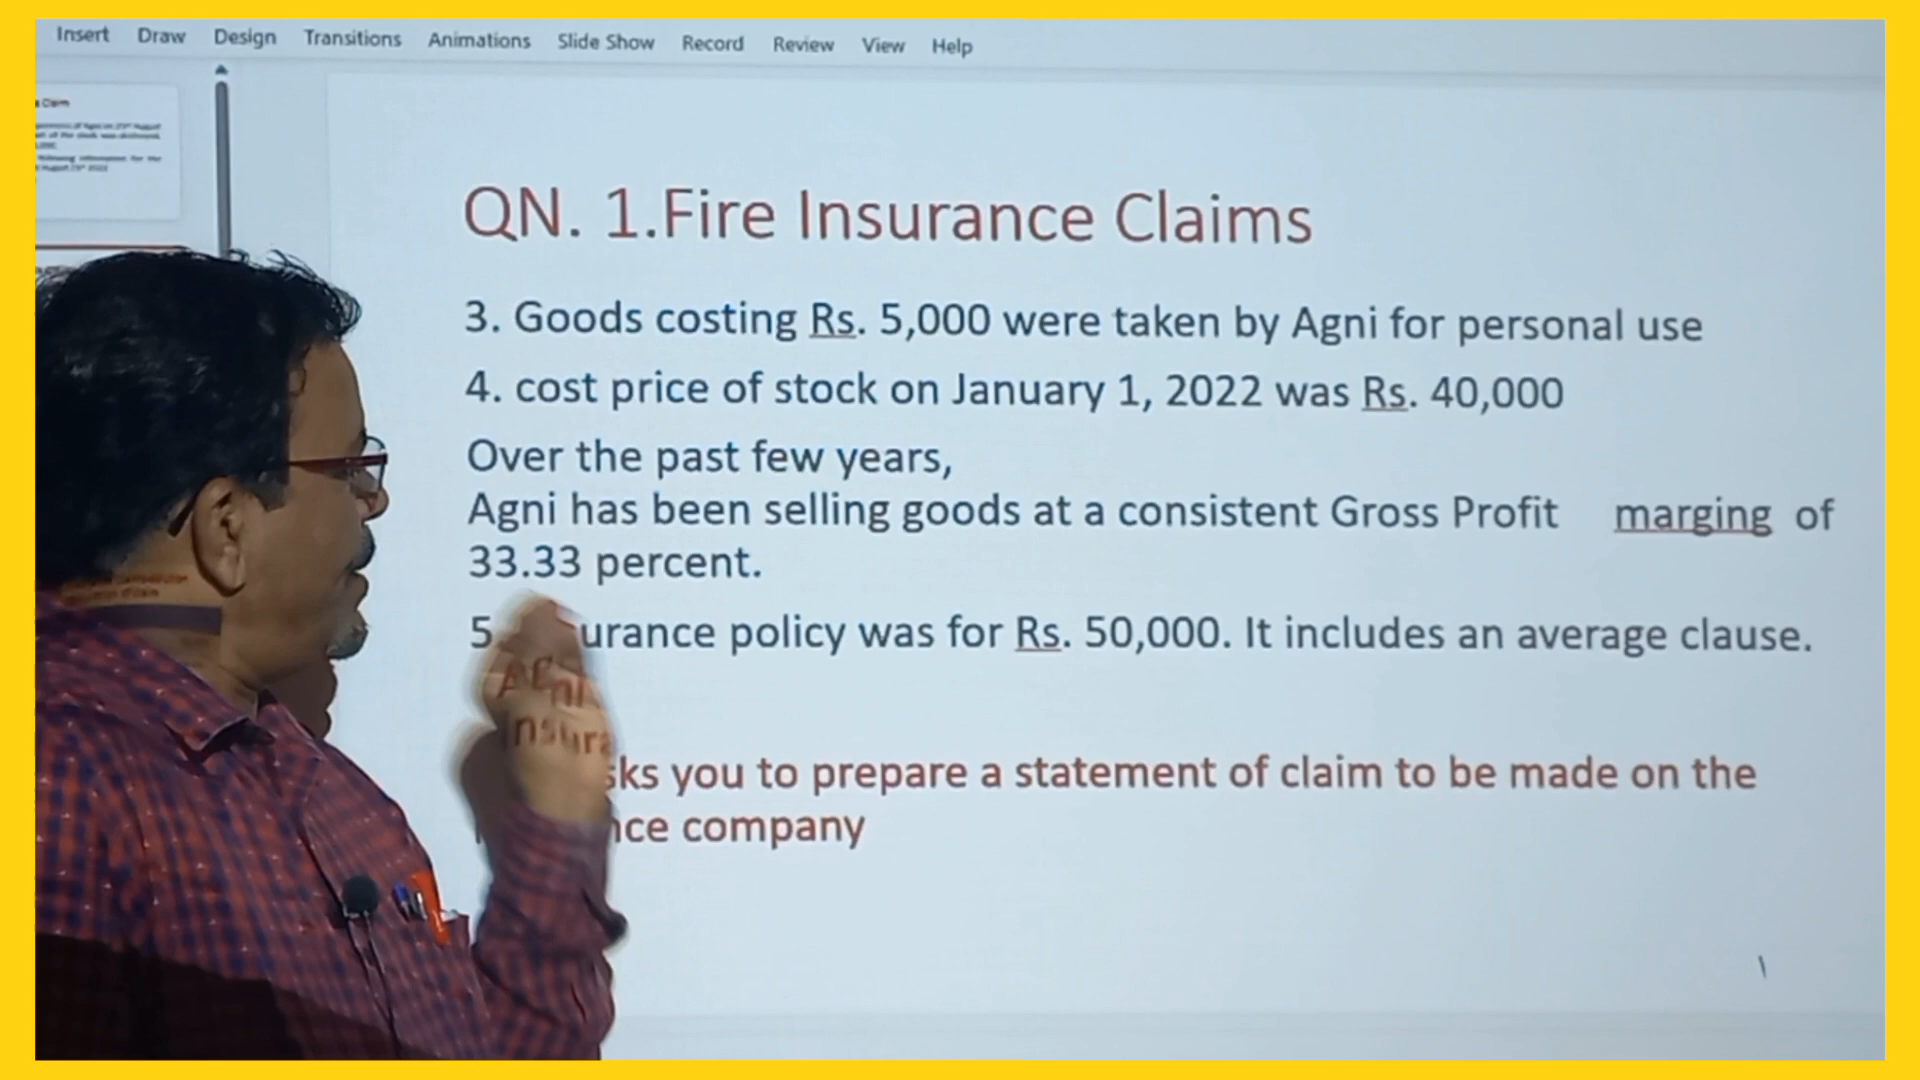 Insert Draw Design Transitions Animations Slide Show Record Review View Help
QN. 1.Fire Insurance Claims
3. Goods costing Rs. 5,000 were taken by Agni for personal use
4. cost price of stock on January 1, 2022 was Rs. 40,000
Over the past few years,
Agni has been selling goods at a consistent Gross Profit marging of
33.33 percent.
5 urance policy was for Rs. 50,000. It includes an average clause.
sks you to prepare a statement of claim to be made on the
nce company